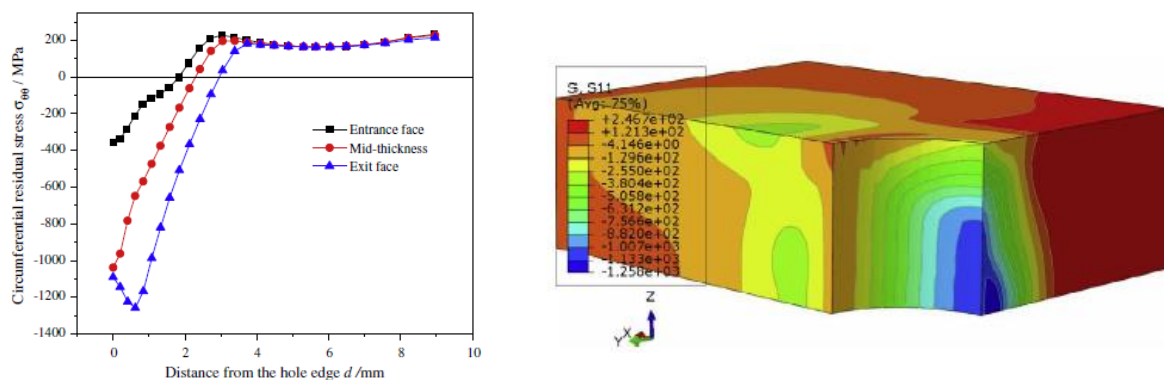 Circumferential residual stress σθθ / MPa
200
0
-200
-400
-600
-800
-1000
-1200
-1400
Entrance face
Mid-thickness
Exit face
0
2
4
6
8
10
Distance from the hole edge d /mm
S, S11
(Avg: 75%)
+2.467e+02
+1.213e+02
-4.146e+00
-1.296e+02
-2.550e+02
-3.804e+02
-5.058e+02
-6.312e+02
-7.566e+02
-8.820e+02
-1.007e+03
-1.133e+03
-1.258e+03
Z
X
Y